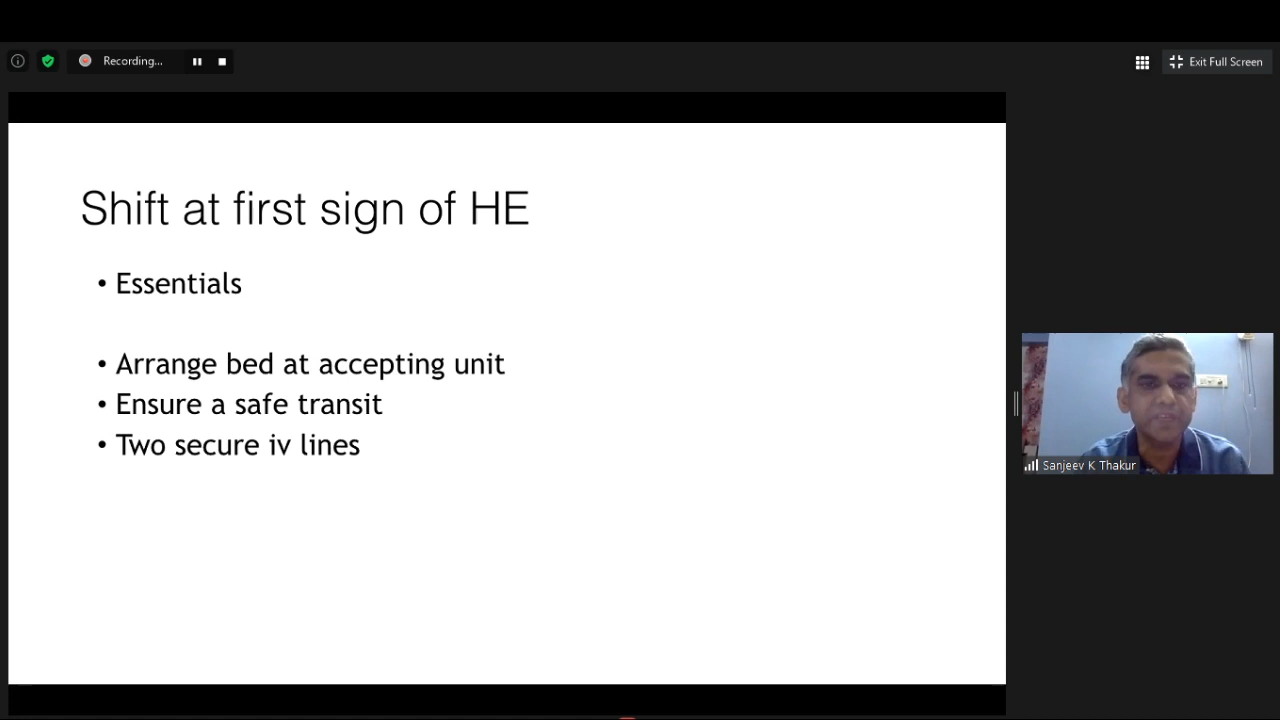 Recording...
Exit Full Screen
Shift at first sign of HE
• Essentials
• Arrange bed at accepting unit
• Ensure a safe transit
• Two secure iv lines
Sanjeev K Thakur